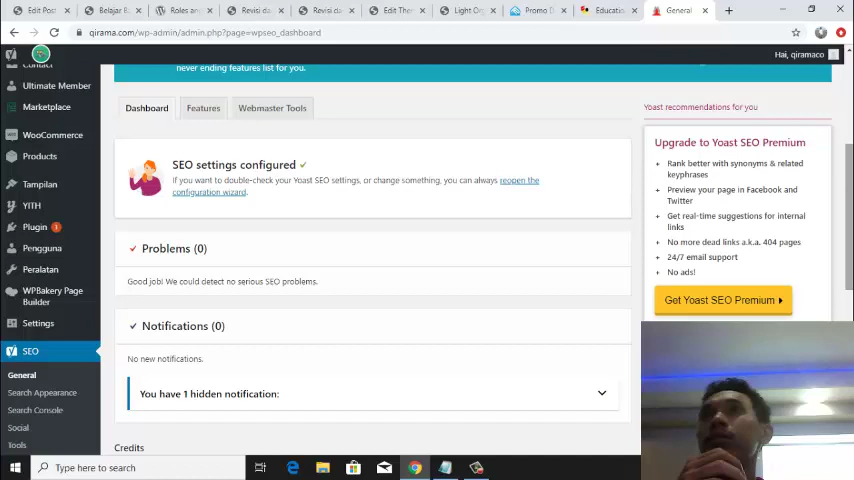 Edit Post
Belajar B
Roles an
Revisi da
Revisi da
Edit Them
Light Or
Promo D
Educatio
General
qirama.com/wp-admin/admin.php?page=wpseo_dashboard
Hai, qiramaco
Contact
Ultimate Member
Marketplace
WooCommerce
Products
Tampilan
YITH
Plugin 1
Pengguna
Peralatan
WPBakery Page
Builder
Settings
SEO
General
Search Appearance
Search Console
Social
Tools
never ending features list for you.
Dashboard
Features
Webmaster Tools
SEO settings configured
If you want to double-check your Yoast SEO settings, or change something, you can always reopen the
configuration wizard.
Problems (0)
Good job! We could detect no serious SEO problems.
Notifications (0)
No new notifications.
You have 1 hidden notification:
Credits
Yoast recommendations for you
Upgrade to Yoast SEO Premium
+ Rank better with synonyms & related
keyphrases
+ Preview your page in Facebook and
Twitter
+ Get real-time suggestions for internal
links
+ No more dead links a.k.a. 404 pages
+ 24/7 email support
+ No ads!
Get Yoast SEO Premium
Type here to search